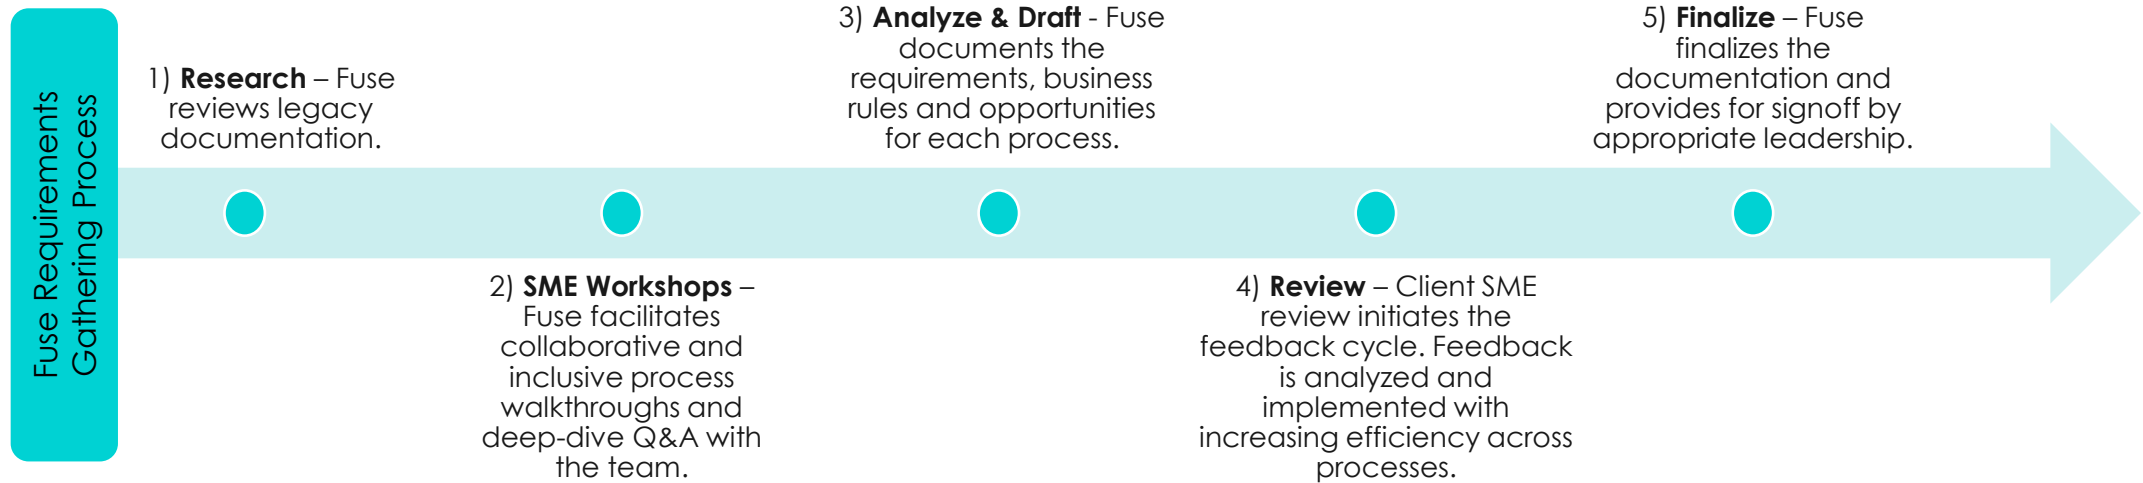 Fuse Requirements
Gathering Process
1) Research – Fuse
reviews legacy
documentation.
2) SME Workshops –
Fuse facilitates
collaborative and
inclusive process
walkthroughs and
deep-dive Q&A with
the team.
3) Analyze & Draft - Fuse
documents the
requirements, business
rules and opportunities
for each process.
4) Review – Client SME
review initiates the
feedback cycle. Feedback
is analyzed and
implemented with
increasing efficiency across
processes.
5) Finalize – Fuse
finalizes the
documentation and
provides for signoff by
appropriate leadership.